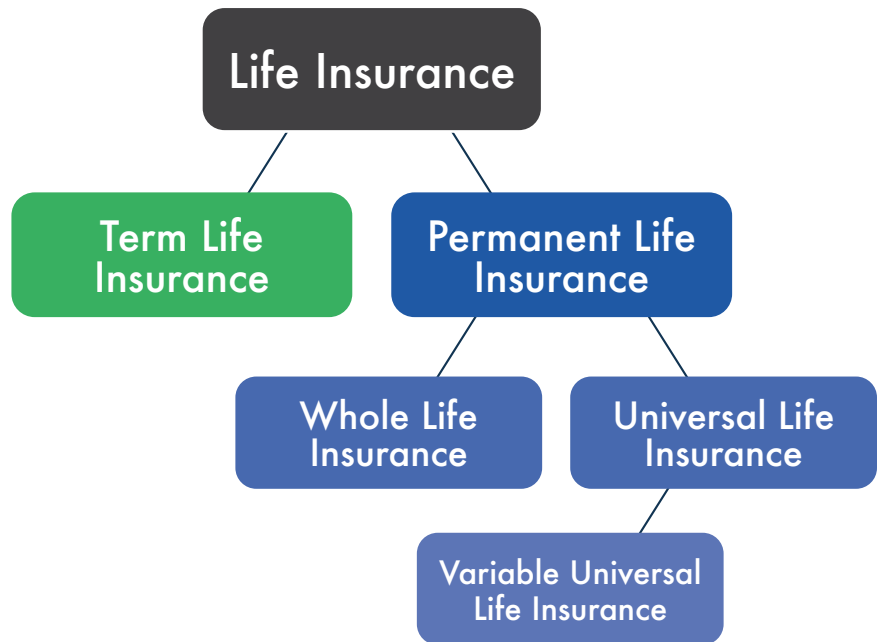 Life Insurance
Term Life
Insurance
Permanent Life
Insurance
Whole Life
Insurance
Universal Life
Insurance
Variable Universal
Life Insurance